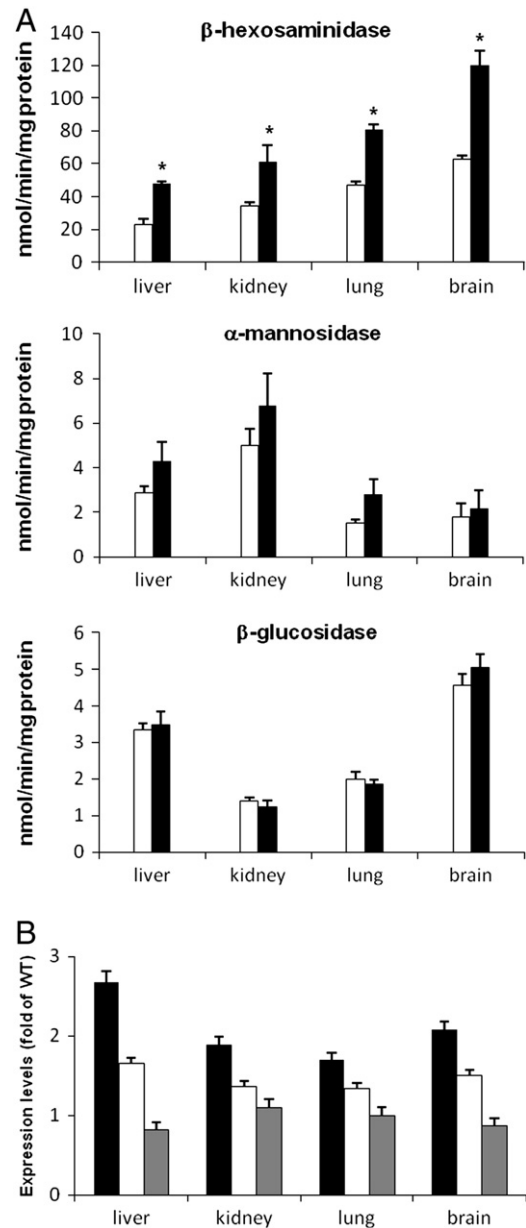 A
β-hexosaminidase
nmol/min/mgprotein
140
120
100
80
60
40
20
0
*
*
*
*
liver kidney lung brain
α-mannosidase
nmol/min/mgprotein
10
8
6
4
2
0
liver kidney lung brain
β-glucosidase
nmol/min/mgprotein
6
5
4
3
2
1
0
liver kidney lung brain
B
Expression levels (fold of WT)
3
2
1
0
liver kidney lung brain